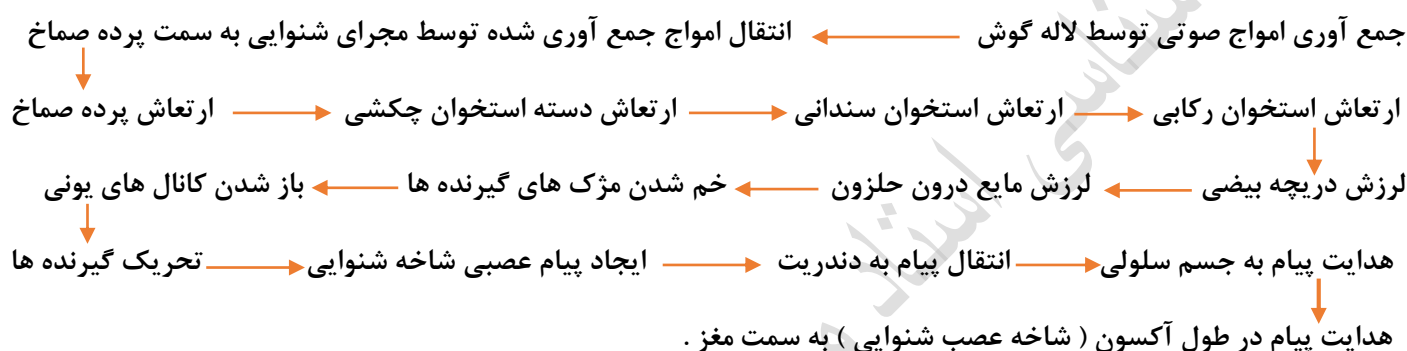 جمع آوری امواج صوتی توسط لاله گوش ← انتقال امواج جمع آوری شده توسط مجرای شنوایی به سمت پرده صماخ
ارتعاش استخوان رکابی → ارتعاش استخوان سندانی → ارتعاش دسته استخوان چکشی → ارتعاش پرده صماخ
لرزش دریچه بیضی ← لرزش مایع درون حلزون ← خم شدن مژک های گیرنده ها ← باز شدن کانال های یونی
هدایت پیام به جسم سلولی → انتقال پیام به دندریت → ایجاد پیام عصبی شاخه شنوایی → تحریک گیرنده ها
هدایت پیام در طول آکسون ( شاخه عصب شنوایی ) به سمت مغز .
استاد